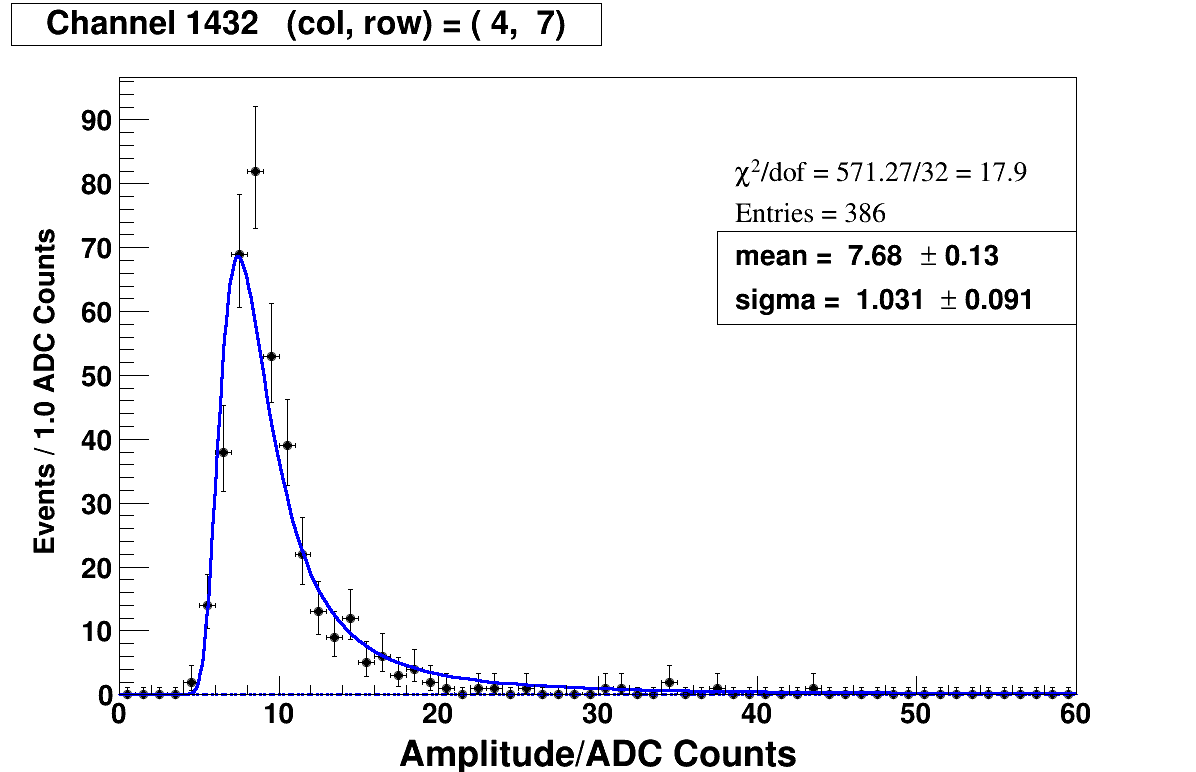 Channel 1432 (col, row) = ( 4, 7)
90
80
70
60
50
40
30
20
10
0
Events / 1.0 ADC Counts
χ²/dof = 571.27/32 = 17.9
Entries = 386
mean = 7.68 ± 0.13
sigma = 1.031 ± 0.091
0 10 20 30 40 50 60
Amplitude/ADC Counts